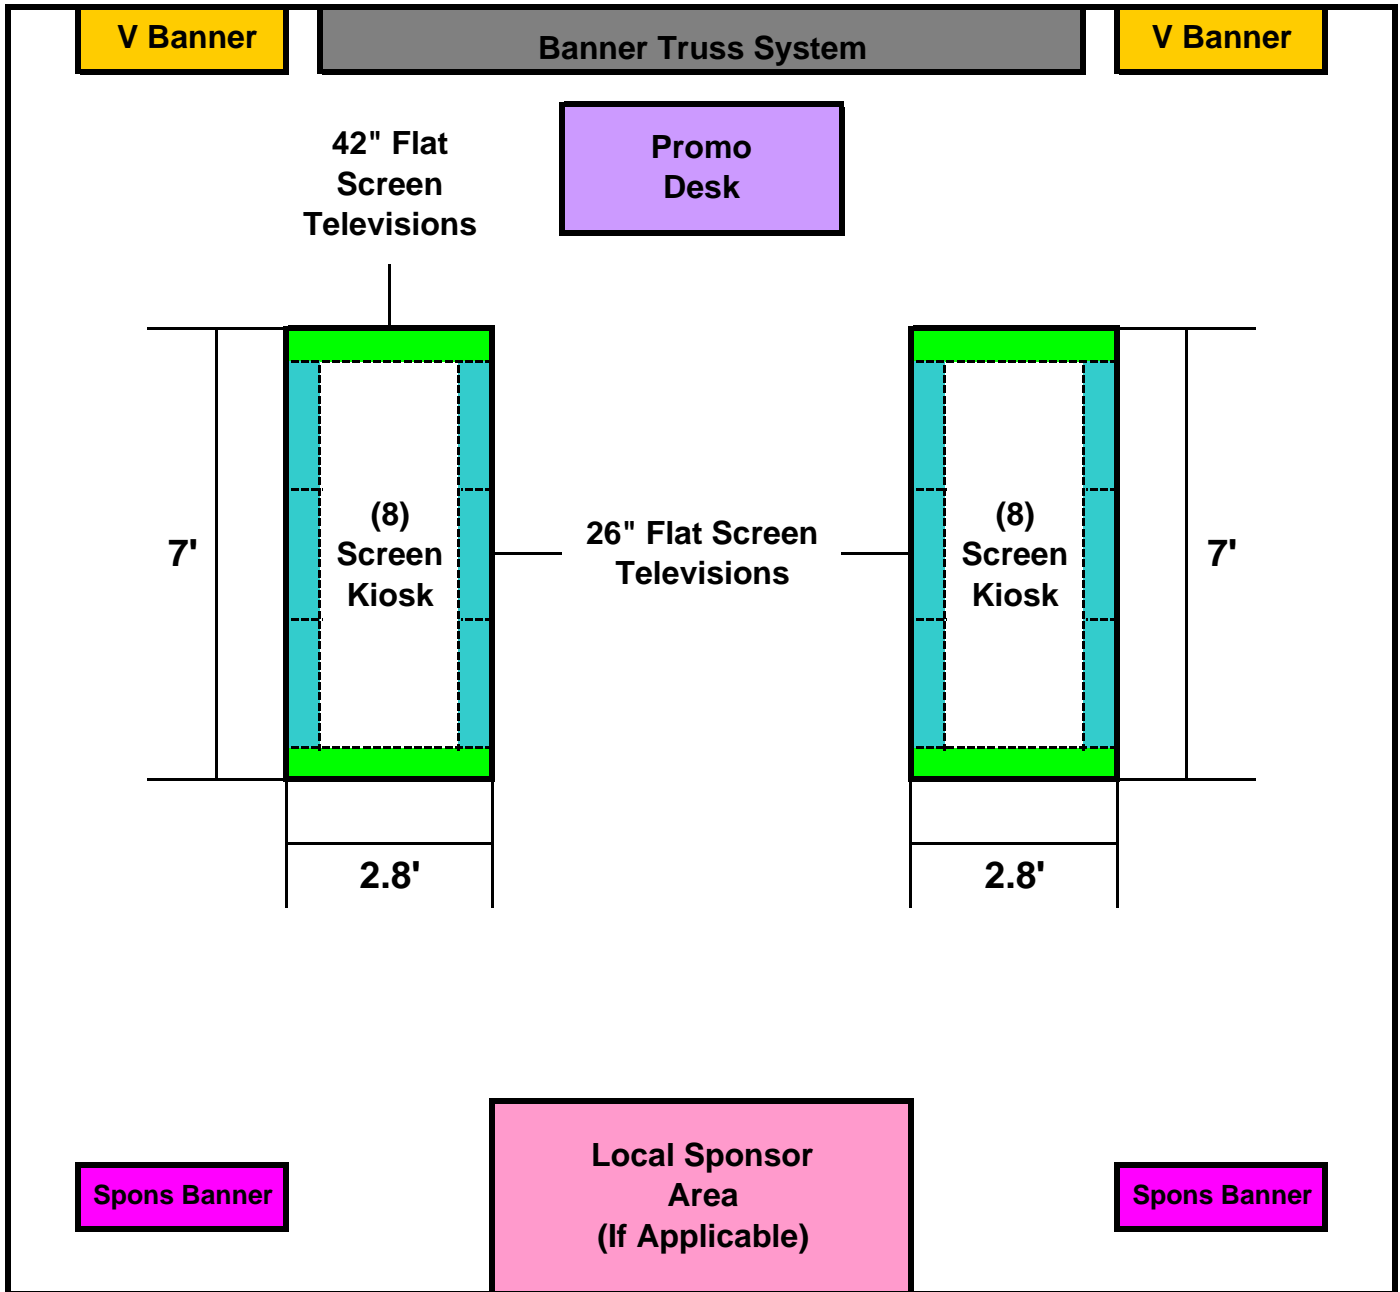 V Banner
Banner Truss System
V Banner
42" Flat
Screen
Televisions
Promo
Desk
7'
(8)
Screen
Kiosk
26" Flat Screen
Televisions
(8)
Screen
Kiosk
7'
2.8'
2.8'
Spons Banner
Local Sponsor
Area
(If Applicable)
Spons Banner